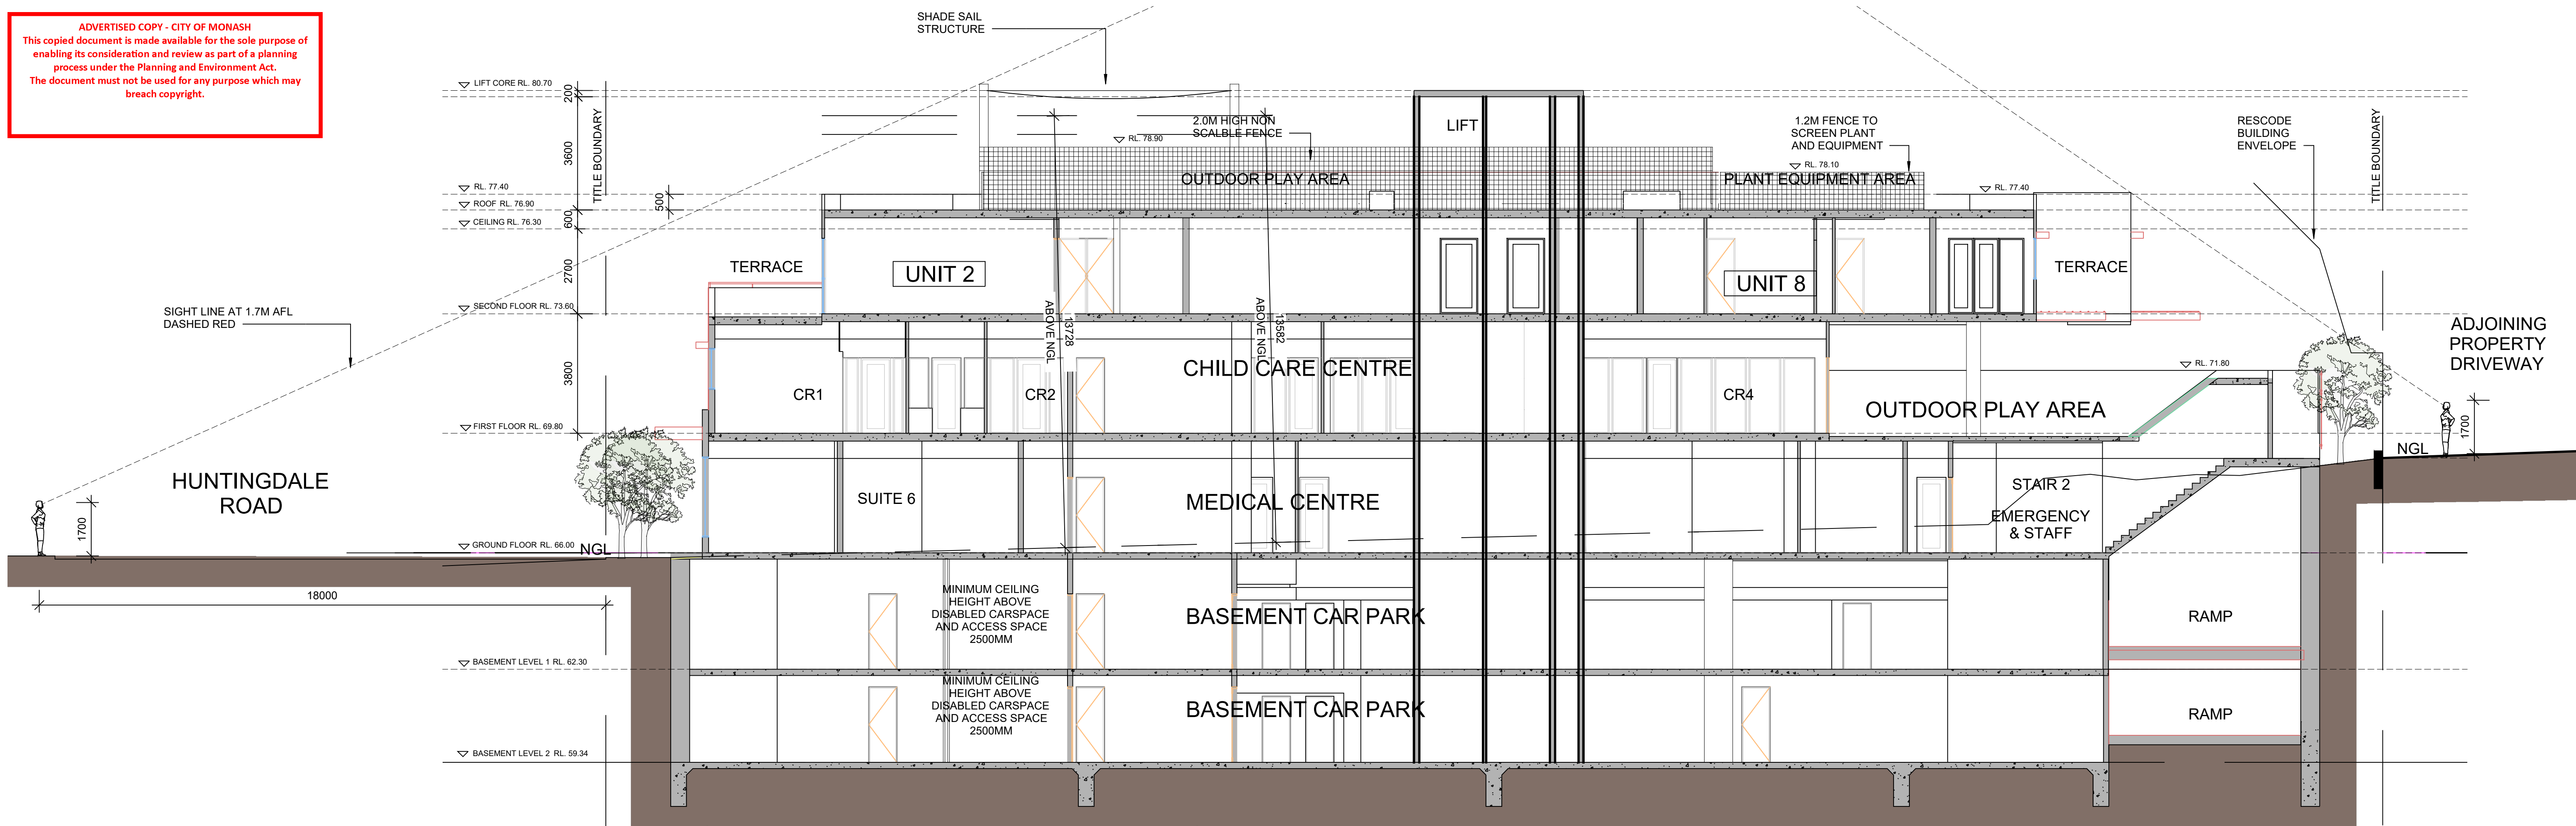 ADVERTISED COPY - CITY OF MONASH
This copied document is made available for the sole purpose of
enabling its consideration and review as part of a planning
process under the Planning and Environment Act.
The document must not be used for any purpose which may
breach copyright.
SHADE SAIL
STRUCTURE
LIFT CORE RL. 80.70
200
TITLE BOUNDARY
3600
2.0M HIGH NON
SCALBLE FENCE
RL. 78.90
LIFT
1.2M FENCE TO
SCREEN PLANT
AND EQUIPMENT
RL. 78.10
RESCODE
BUILDING
ENVELOPE
TITLE BOUNDARY
OUTDOOR PLAY AREA
PLANT EQUIPMENT AREA
RL. 77.40
RL. 77.40
500
ROOF RL. 76.90
600
CEILING RL. 76.30
2700
TERRACE
UNIT 2
UNIT 8
TERRACE
SECOND FLOOR RL. 73.60
SIGHT LINE AT 1.7M AFL
DASHED RED
13728
ABOVE NGL
13582
ABOVE NGL
ADJOINING
PROPERTY
DRIVEWAY
3800
CHILD CARE CENTRE
RL. 71.80
CR1
CR2
CR4
OUTDOOR PLAY AREA
1700
FIRST FLOOR RL. 69.80
NGL
HUNTINGDALE
ROAD
SUITE 6
MEDICAL CENTRE
STAIR 2
EMERGENCY
& STAFF
1700
GROUND FLOOR RL. 66.00
NGL
18000
MINIMUM CEILING
HEIGHT ABOVE
DISABLED CARSPACE
AND ACCESS SPACE
2500MM
BASEMENT CAR PARK
RAMP
BASEMENT LEVEL 1 RL. 62.30
MINIMUM CEILING
HEIGHT ABOVE
DISABLED CARSPACE
AND ACCESS SPACE
2500MM
BASEMENT CAR PARK
RAMP
BASEMENT LEVEL 2 RL. 59.34